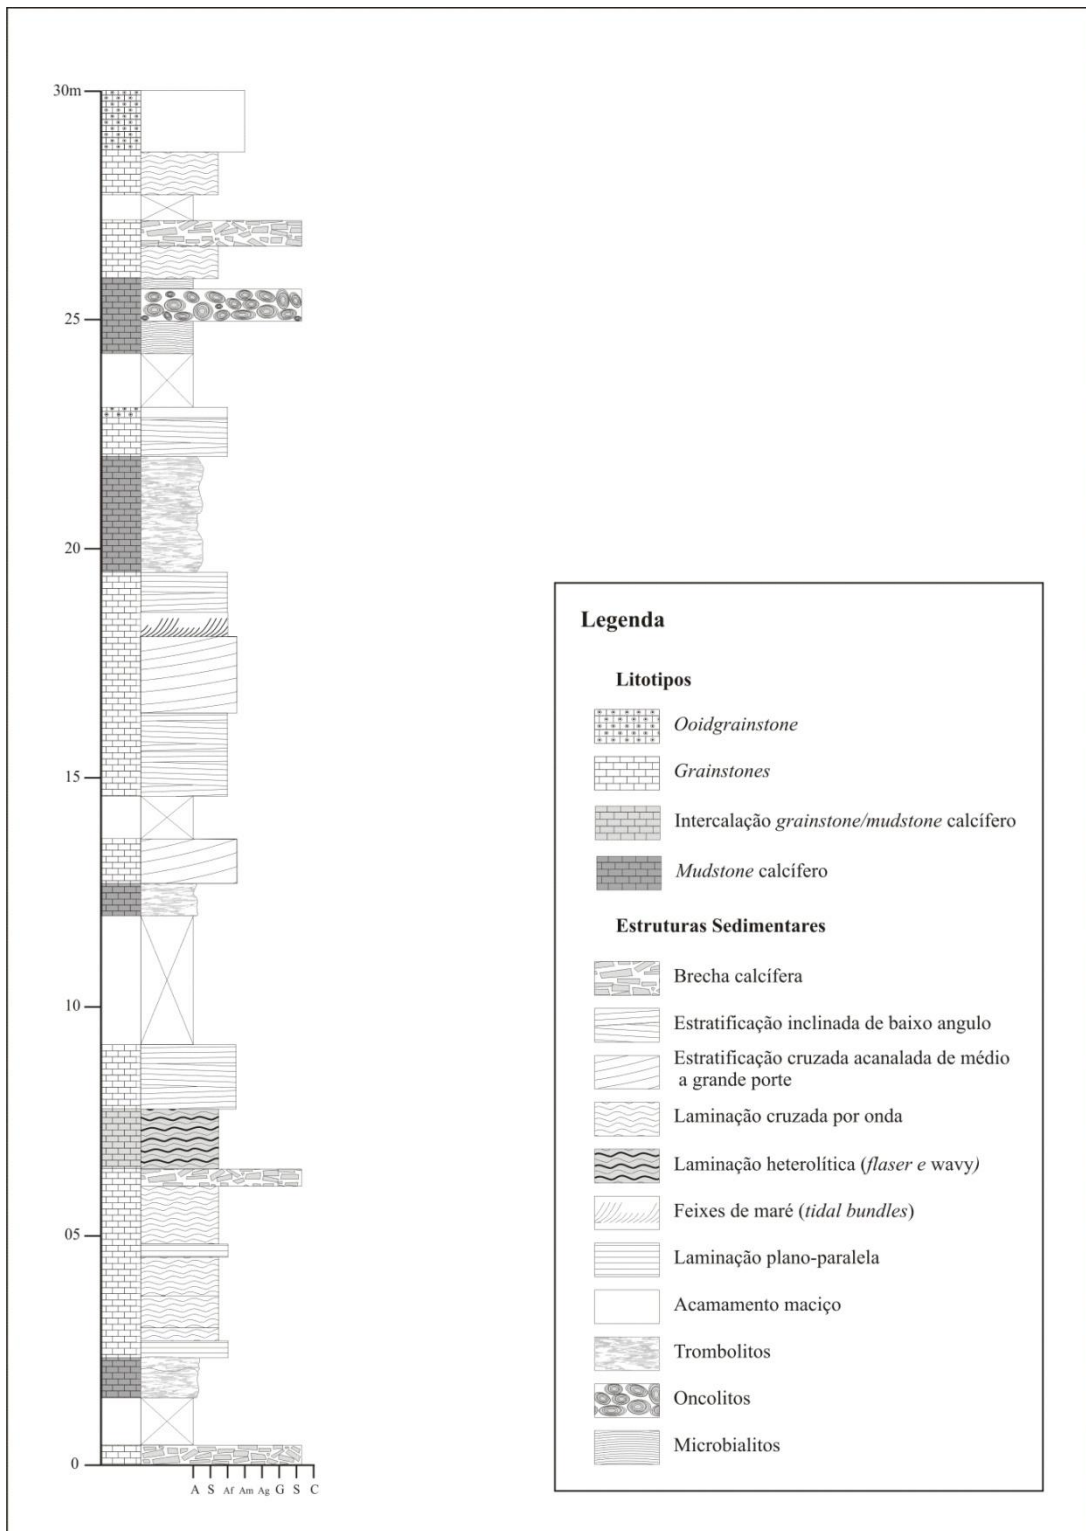 30m
25
20
15
10
05
0
A S Af Am Ag G S C
Legenda
Litotipos
Ooidgrainstone
Grainstones
Intercalação grainstone/mudstone calcífero
Mudstone calcífero
Estruturas Sedimentares
Brecha calcífera
Estratificação inclinada de baixo angulo
Estratificação cruzada acanalada de médio
a grande porte
Laminação cruzada por onda
Laminação heterolítica (flaser e wavy)
Feixes de maré (tidal bundles)
Laminação plano-paralela
Acamamento maciço
Trombolitos
Oncolitos
Microbialitos